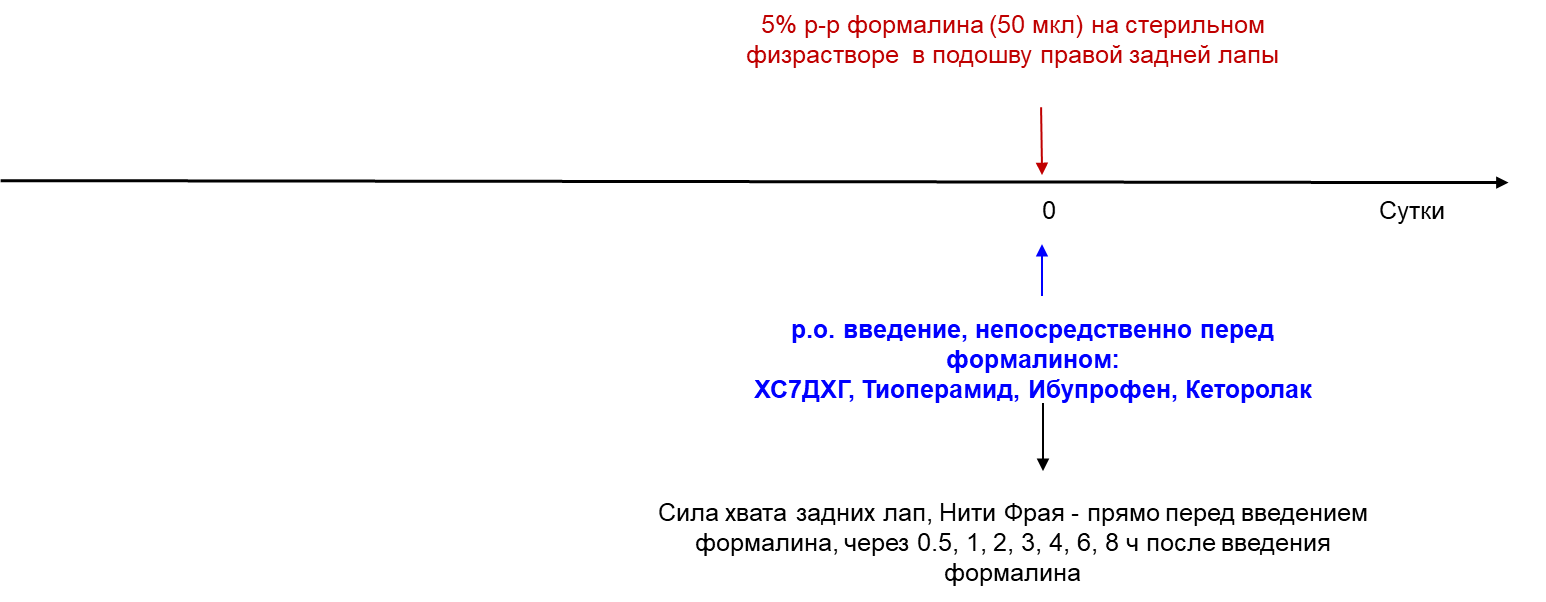 5% р-р формалина (50 мкл) на стерильном
физрастворе в подошву правой задней лапы
0
Сутки
р.о. введение, непосредственно перед
формалином:
ХС7ДХГ, Тиоперамид, Ибупрофен, Кеторолак
Сила хвата задних лап, Нити Фрая - прямо перед введением
формалина, через 0.5, 1, 2, 3, 4, 6, 8 ч после введения
формалина